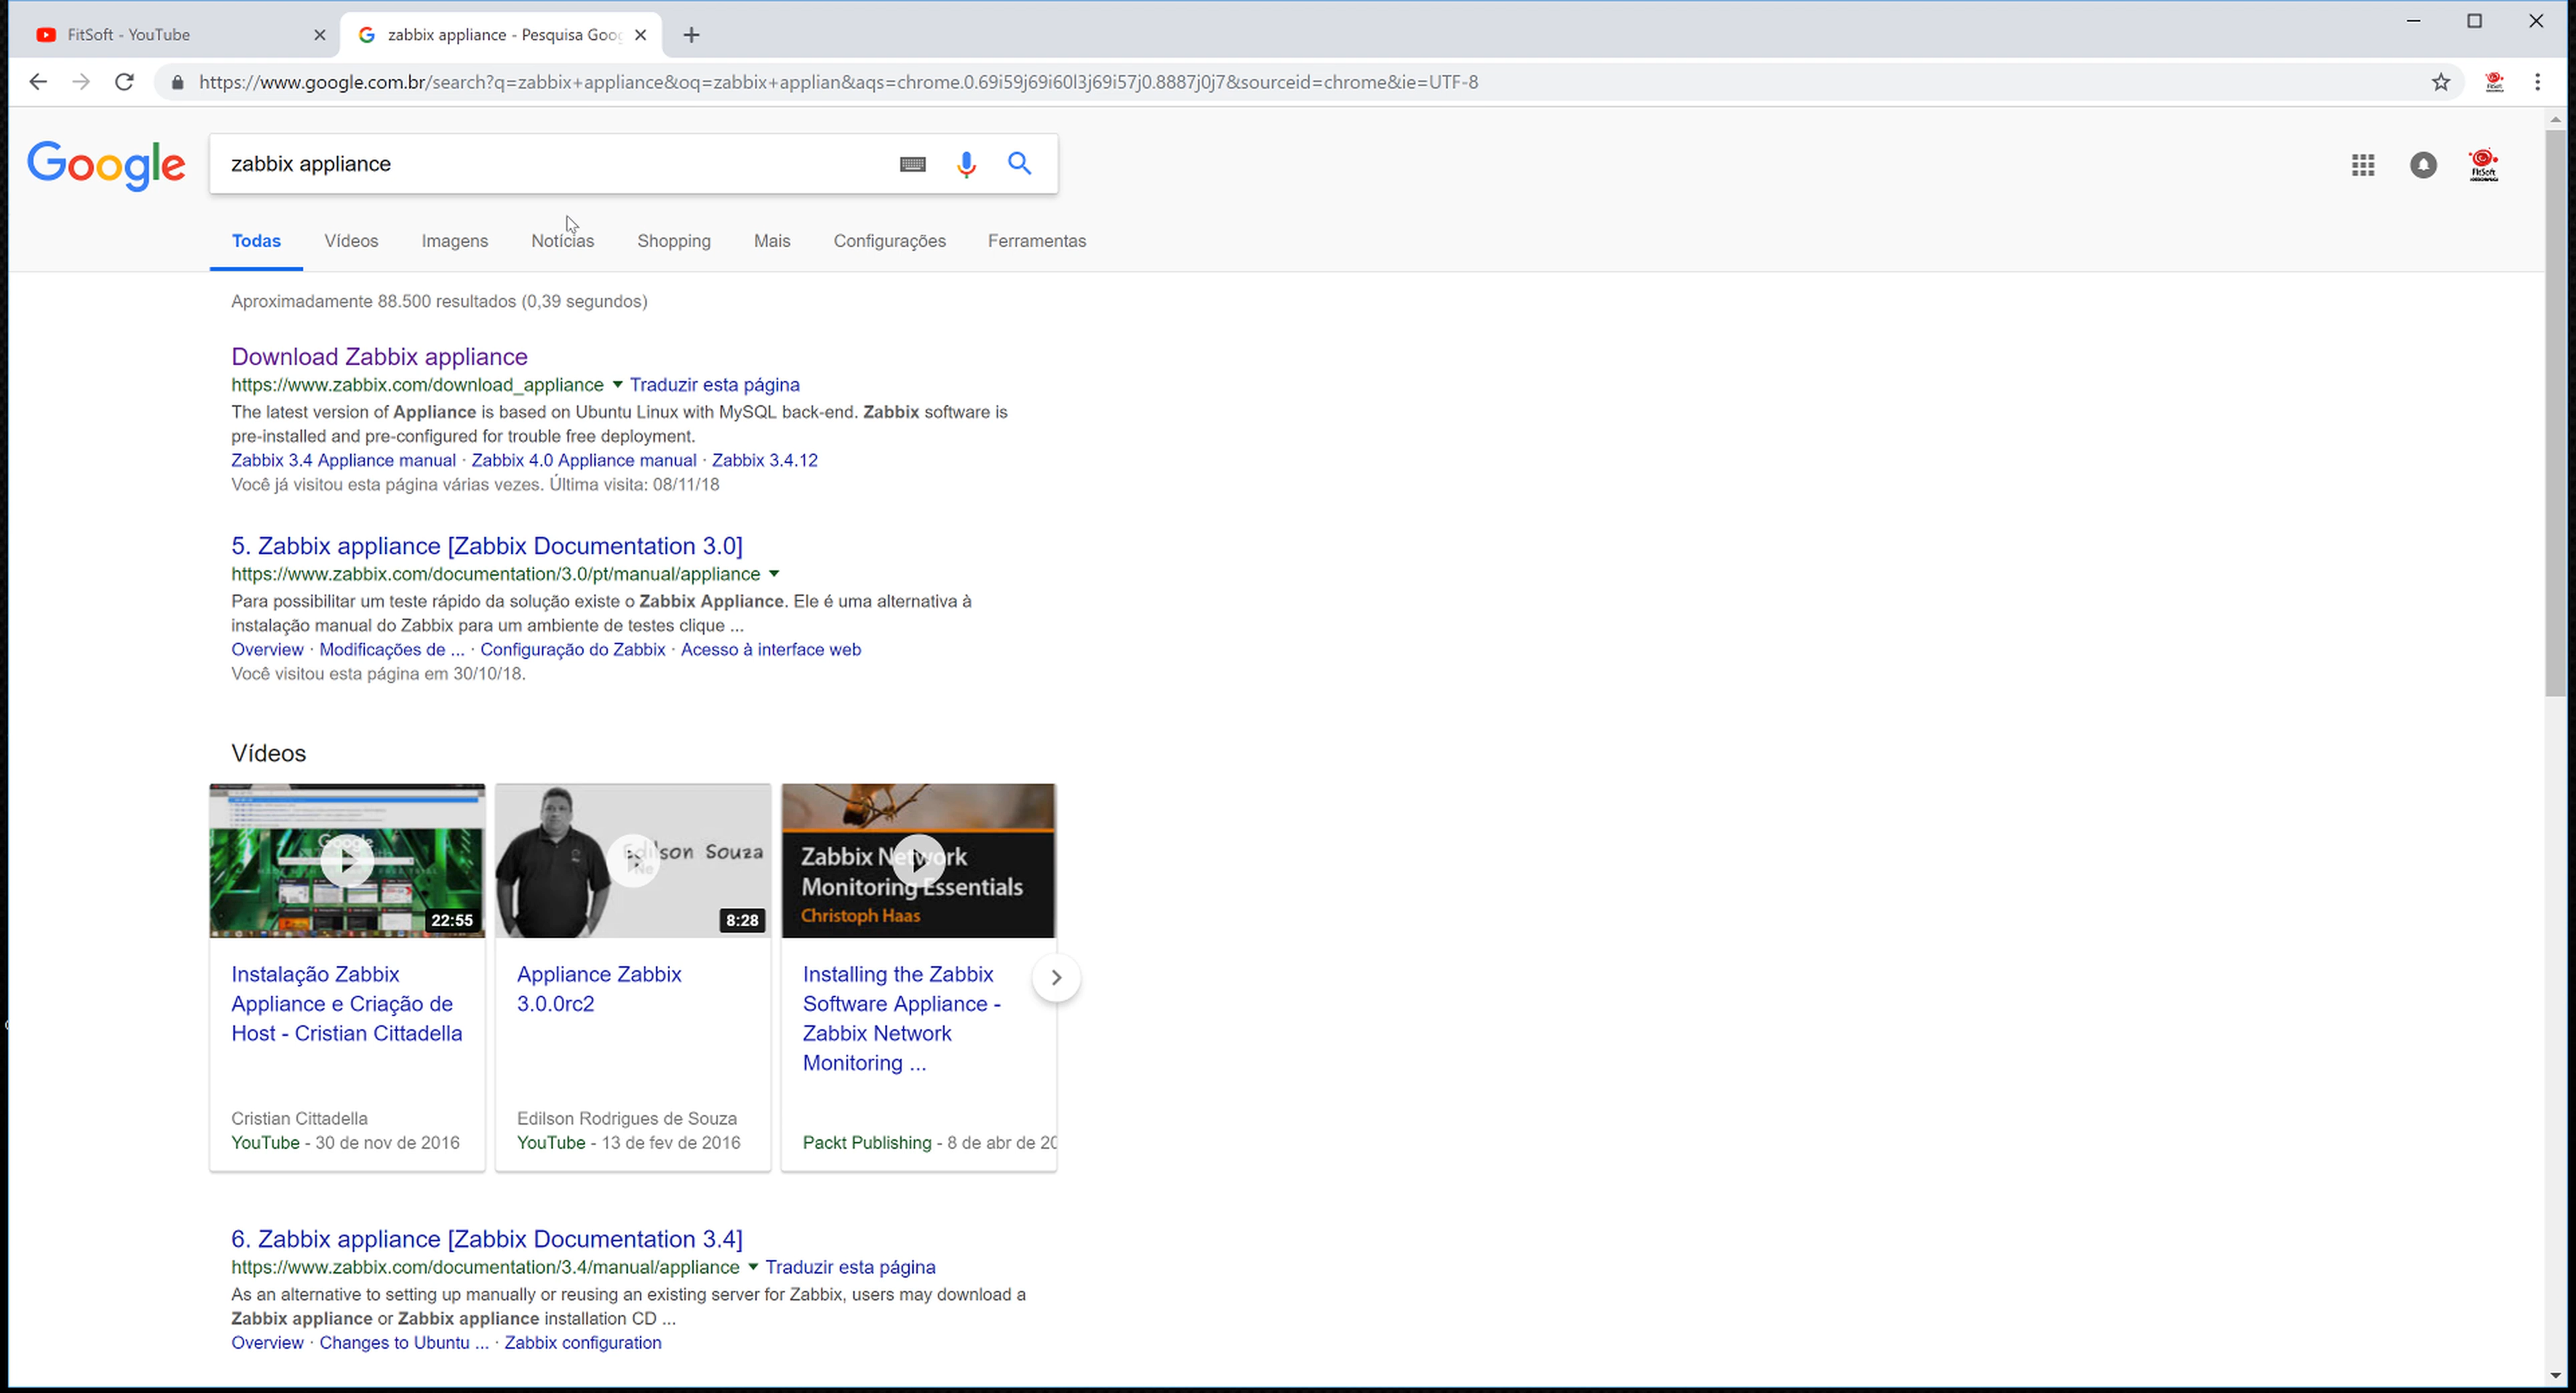 FitSoft - YouTube
zabbix appliance - Pesquisa Goo
https://www.google.com.br/search?q=zabbix+appliance&oq=zabbix+applian&aqs=chrome.0.69i59j69i60l3j69i57j0.8887j0j7&sourceid=chrome&ie=UTF-8
Google
zabbix appliance
FitSoft
Todas Vídeos Imagens Notícias Shopping Mais Configurações Ferramentas
Aproximadamente 88.500 resultados (0,39 segundos)
Download Zabbix appliance
https://www.zabbix.com/download_appliance Traduzir esta página
The latest version of Appliance is based on Ubuntu Linux with MySQL back-end. Zabbix software is
pre-installed and pre-configured for trouble free deployment.
Zabbix 3.4 Appliance manual · Zabbix 4.0 Appliance manual · Zabbix 3.4.12
Você já visitou esta página várias vezes. Última visita: 08/11/18
5. Zabbix appliance [Zabbix Documentation 3.0]
https://www.zabbix.com/documentation/3.0/pt/manual/appliance
Para possibilitar um teste rápido da solução existe o Zabbix Appliance. Ele é uma alternativa à
instalação manual do Zabbix para um ambiente de testes clique ...
Overview · Modificações de ... · Configuração do Zabbix · Acesso à interface web
Você visitou esta página em 30/10/18.
Vídeos
Google
22:55
Edilson Souza
8:28
Zabbix Network
Monitoring Essentials
Christoph Haas
Instalação Zabbix
Appliance e Criação de
Host - Cristian Cittadella
Cristian Cittadella
YouTube - 30 de nov de 2016
Appliance Zabbix
3.0.0rc2
Edilson Rodrigues de Souza
YouTube - 13 de fev de 2016
Installing the Zabbix
Software Appliance -
Zabbix Network
Monitoring ...
Packt Publishing - 8 de abr de 20
6. Zabbix appliance [Zabbix Documentation 3.4]
https://www.zabbix.com/documentation/3.4/manual/appliance Traduzir esta página
As an alternative to setting up manually or reusing an existing server for Zabbix, users may download a
Zabbix appliance or Zabbix appliance installation CD ...
Overview · Changes to Ubuntu ... · Zabbix configuration